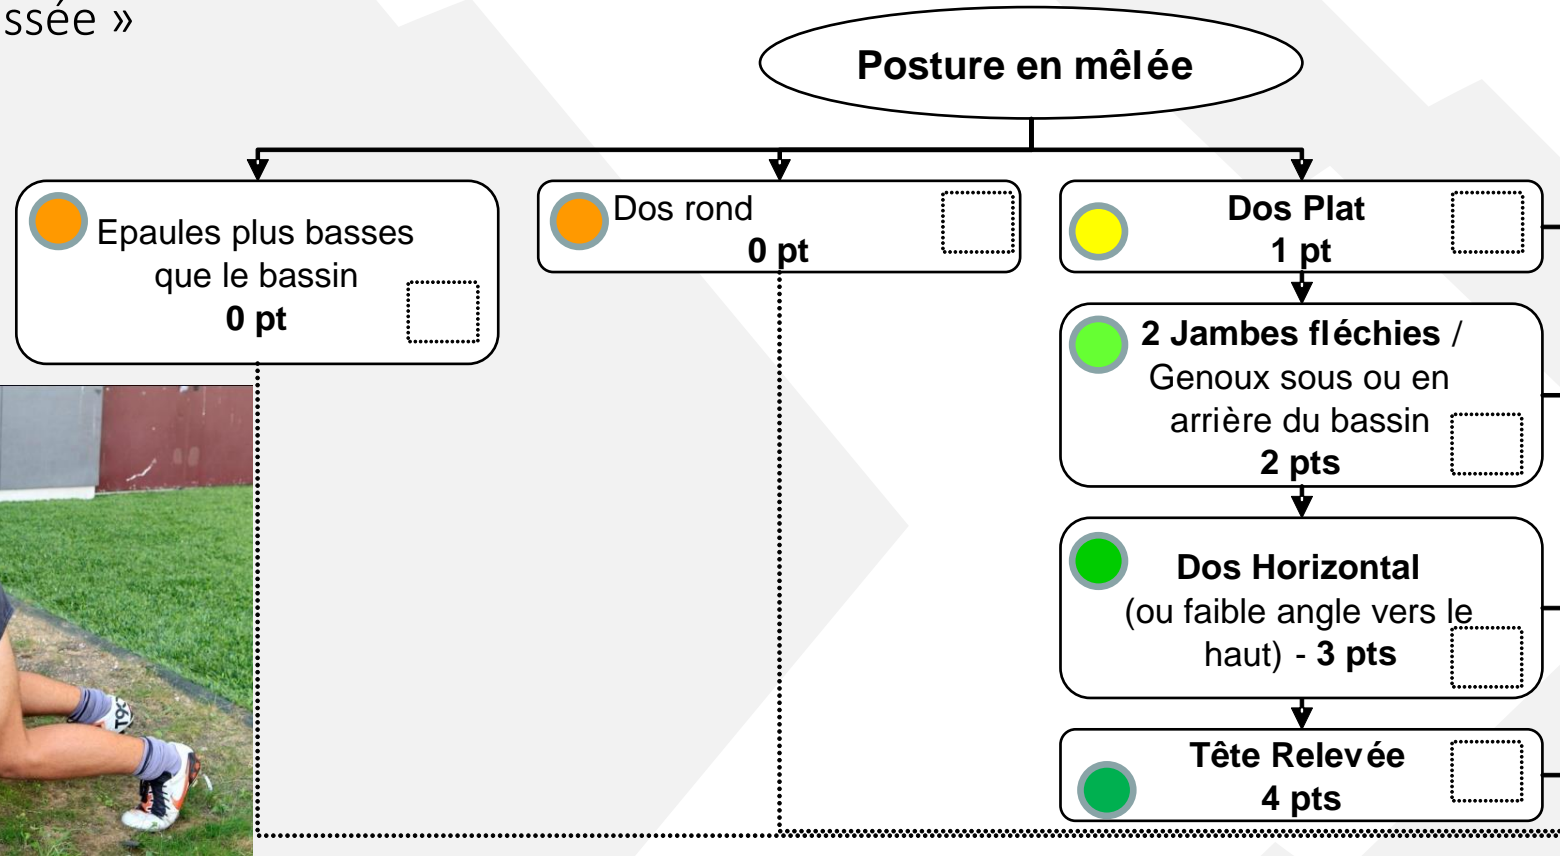 ssée »
Posture en mêlée
Epaules plus basses
que le bassin
0 pt
Dos rond
0 pt
Dos Plat
1 pt
2 Jambes fléchies /
Genoux sous ou en
arrière du bassin
2 pts
Dos Horizontal
(ou faible angle vers le
haut) - 3 pts
Tête Relevée
4 pts